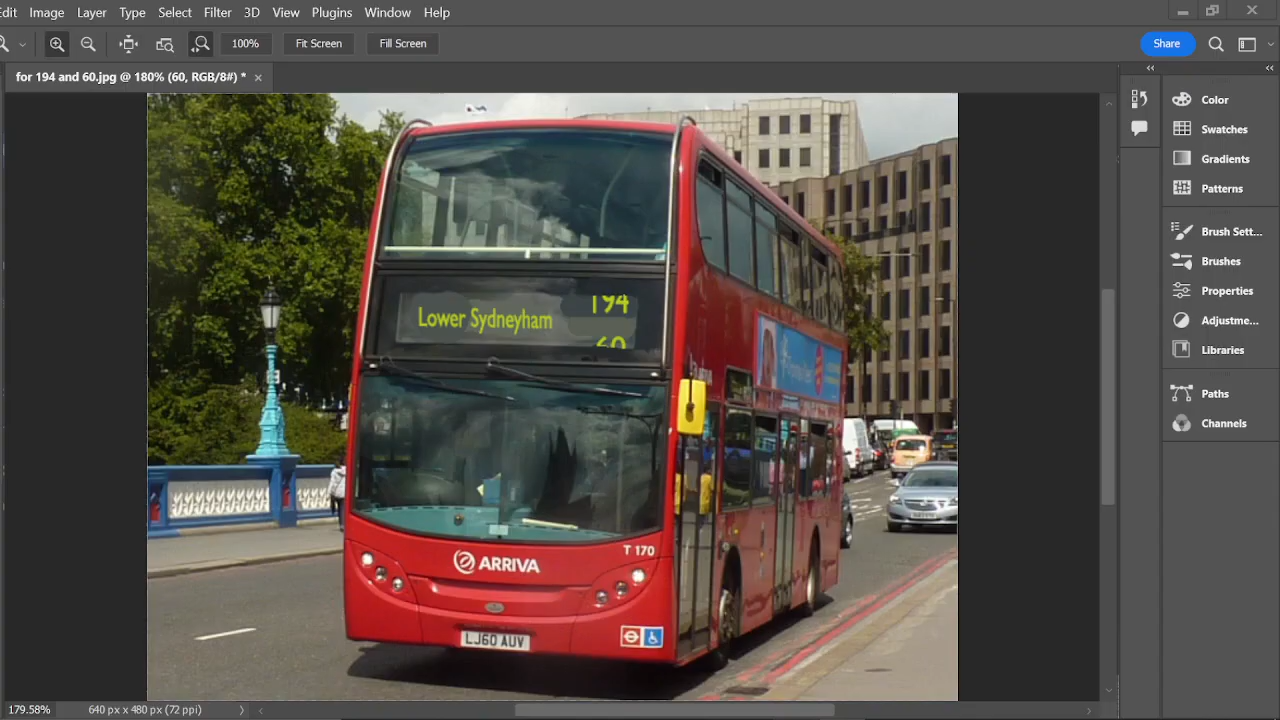 Edit Image Layer Type Select Filter 3D View Plugins Window Help
100% Fit Screen Fill Screen
Share
for 194 and 60.jpg @ 180% (60, RGB/8#) *
Color
Swatches
Gradients
Patterns
Brush Sett...
Brushes
Properties
Adjustme...
Libraries
Paths
Channels
194
Lower Sydneyham
60
T 170
ARRIVA
LJ60 AUV
179.58% 640 px x 480 px (72 ppi)